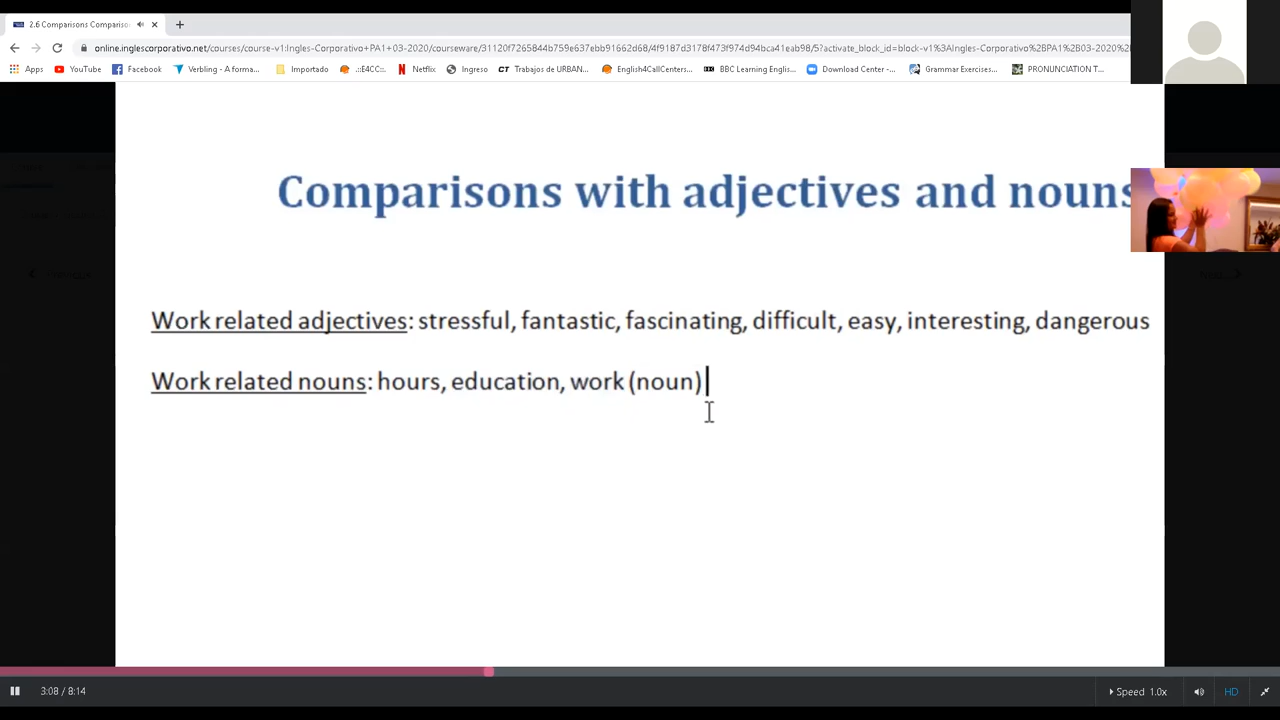 2.6 Comparisons Compariso
online.inglescorporativo.net/courses/course-v1:Ingles-Corporativo+PA1+03-2020/courseware/31120f7265844b759e637ebb91662d68/4f9187d3178f473f974d94bca41eab98/5?activate_block_id=block-v1%3AIngles-Corporativo%2BPA1%2B03-2020%
Apps YouTube Facebook Verbling - A forma... Importado .::E4CC::. Netflix Ingreso Trabajos de URBAN... English4CallCenters... BBC Learning Englis... Download Center -... Grammar Exercises... PRONUNCIATION T...
Comparisons with adjectives and nouns
Work related adjectives: stressful, fantastic, fascinating, difficult, easy, interesting, dangerous
Work related nouns: hours, education, work (noun)
3:08 / 8:14 Speed 1.0x HD